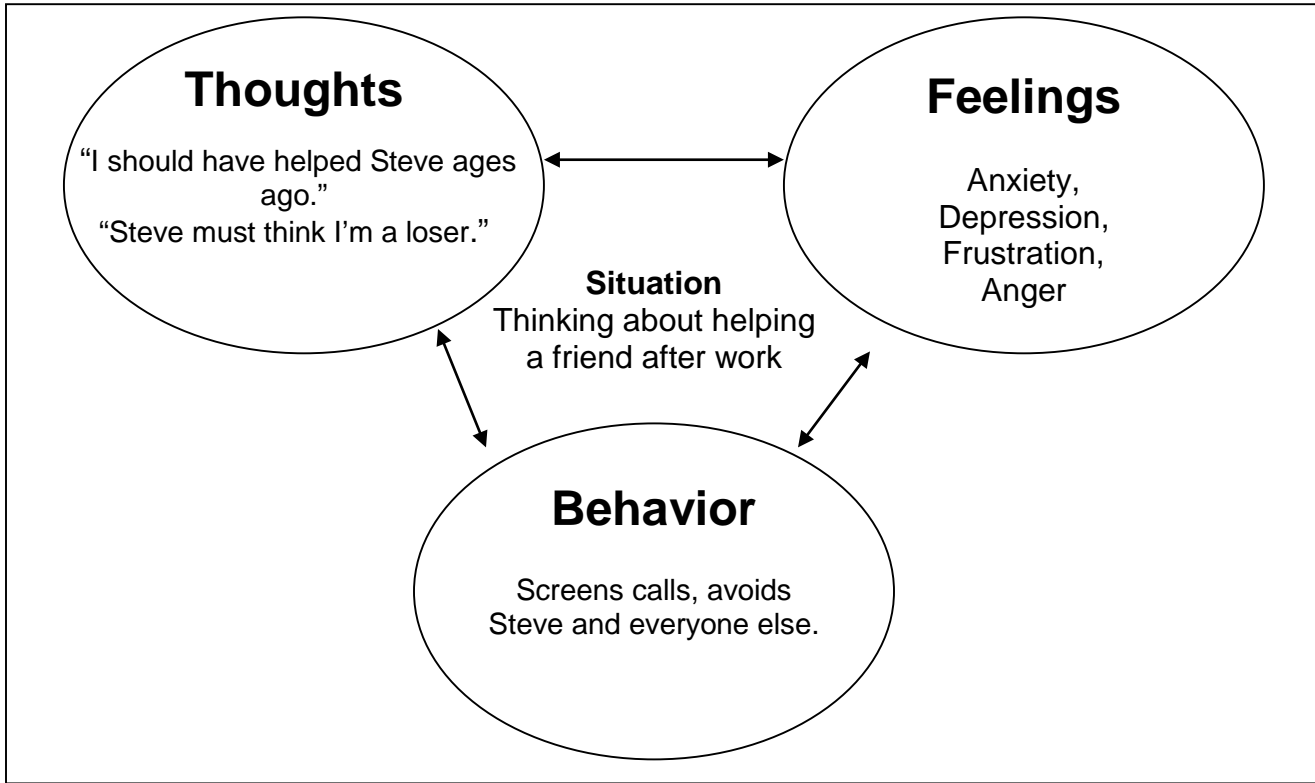 Thoughts
“I should have helped Steve ages
ago.”
“Steve must think I’m a loser.”
Feelings
Anxiety,
Depression,
Frustration,
Anger
Situation
Thinking about helping
a friend after work
Behavior
Screens calls, avoids
Steve and everyone else.